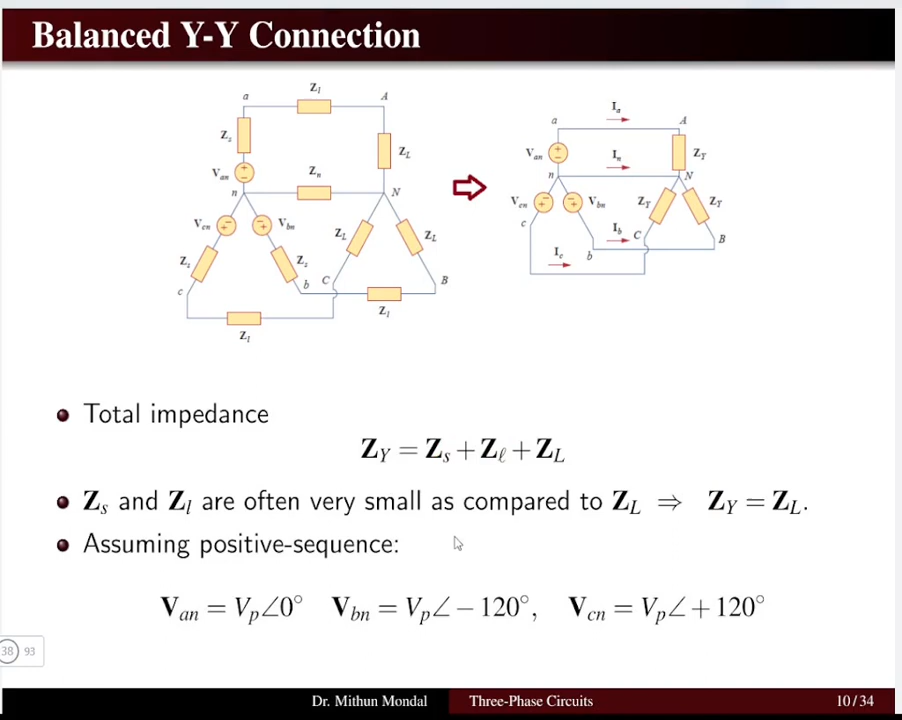 Balanced Y-Y Connection
a Z_l A
Z_s Z_L
V_an Z_n
n N
V_cn V_bn Z_L Z_L
Z_s Z_s
c b C B
Z_l
Z_l
I_a
a A
V_an I_n Z_Y
n N
V_cn V_bn Z_Y Z_Y
c I_b C B
I_c b
Total impedance
Z_Y = Z_s + Z_ℓ + Z_L
Z_s and Z_l are often very small as compared to Z_L ⇒ Z_Y = Z_L.
Assuming positive-sequence:
V_an = V_p∠0° V_bn = V_p∠−120°, V_cn = V_p∠+120°
38 93
Dr. Mithun Mondal Three-Phase Circuits 10/34